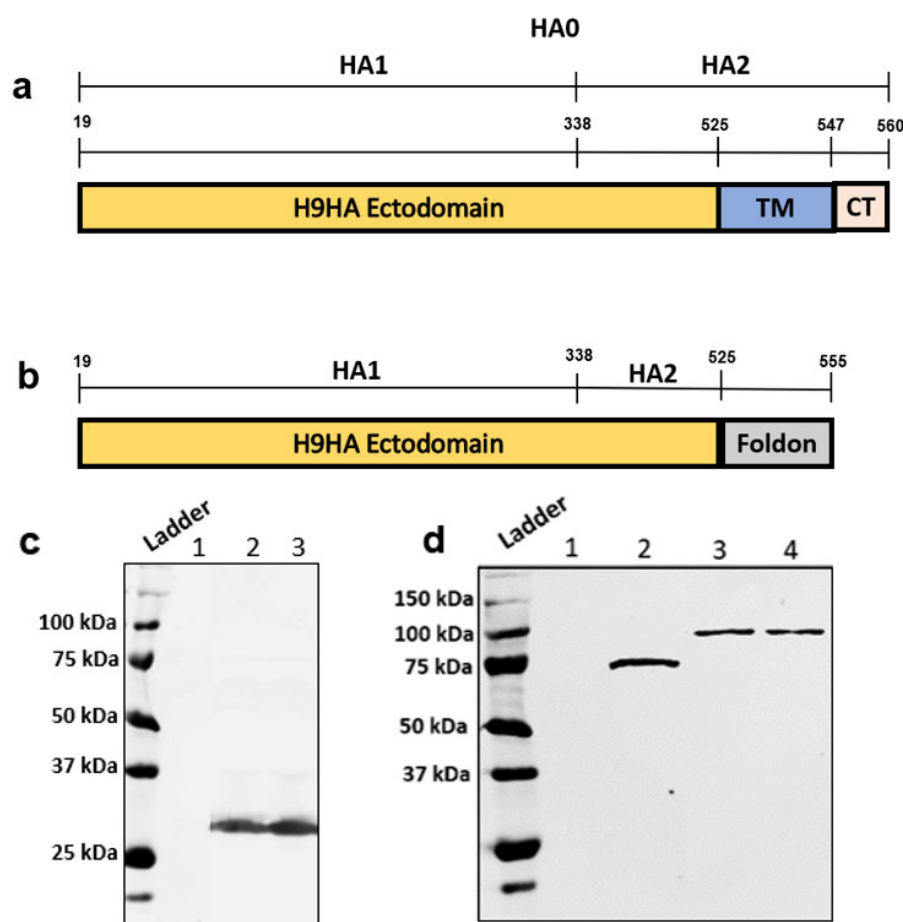 HA0
HA1 HA2
a
19 338 525 547 560
H9HA Ectodomain TM CT
b
19 HA1 338 HA2 525 555
H9HA Ectodomain Foldon
c
Ladder 1 2 3
100 kDa
75 kDa
50 kDa
37 kDa
25 kDa
d
Ladder 1 2 3 4
150 kDa
100 kDa
75 kDa
50 kDa
37 kDa